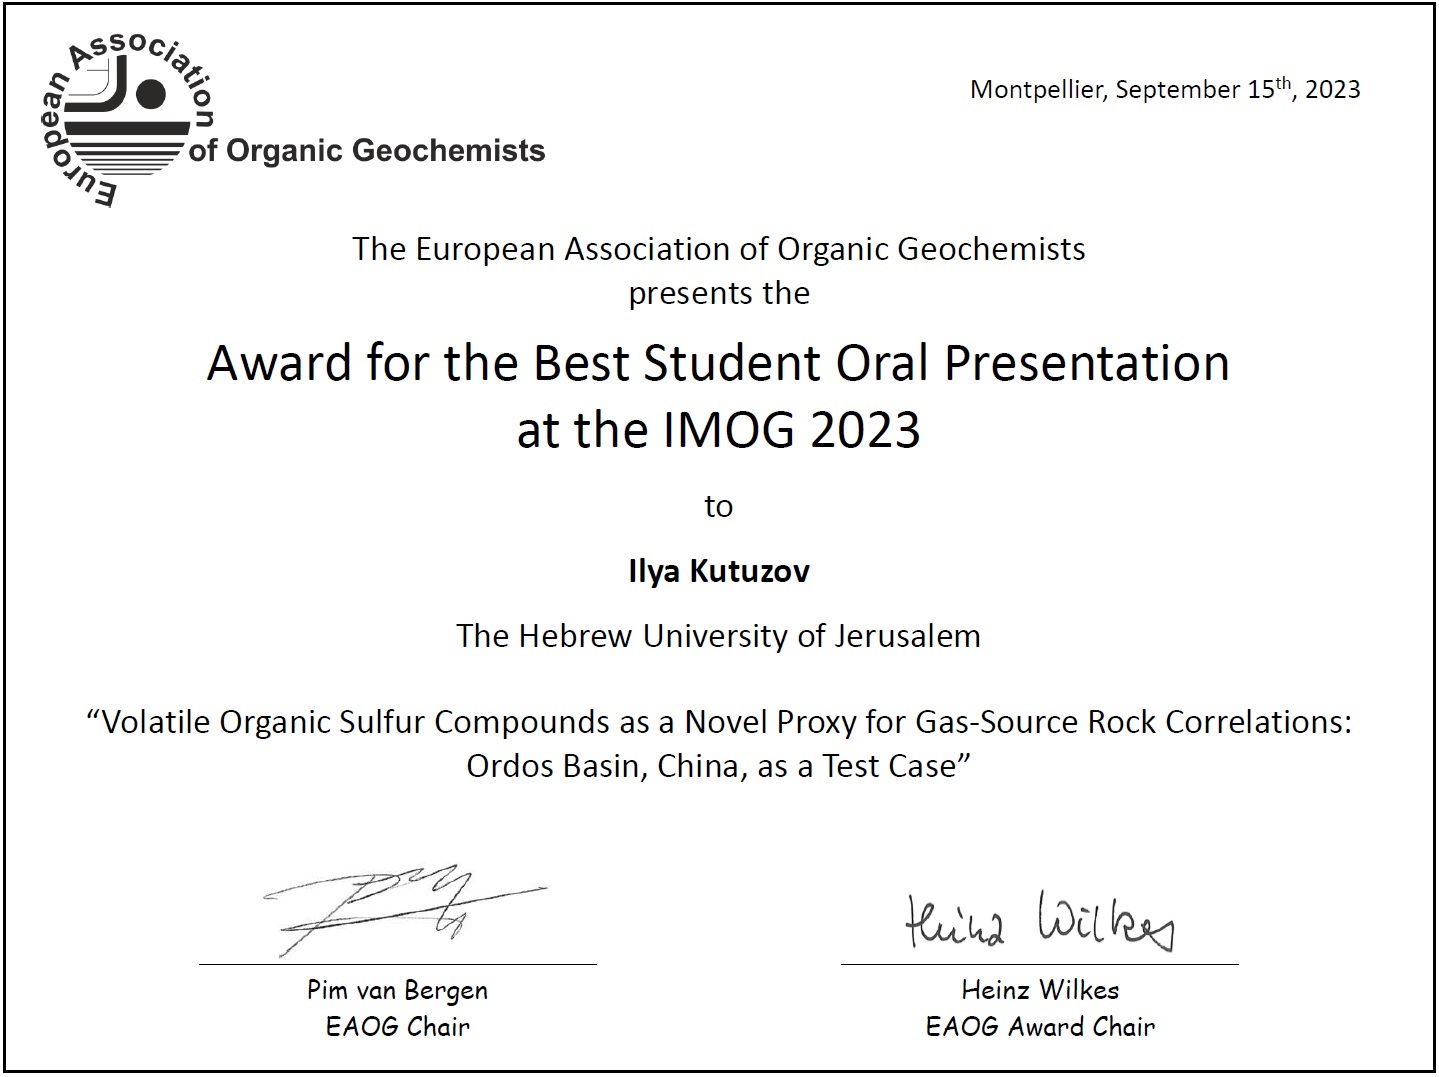 European Association
of Organic Geochemists
Montpellier, September 15th, 2023
The European Association of Organic Geochemists
presents the
Award for the Best Student Oral Presentation
at the IMOG 2023
to
Ilya Kutuzov
The Hebrew University of Jerusalem
“Volatile Organic Sulfur Compounds as a Novel Proxy for Gas-Source Rock Correlations:
Ordos Basin, China, as a Test Case”
Heinz Wilkes
Pim van Bergen
EAOG Chair
Heinz Wilkes
EAOG Award Chair